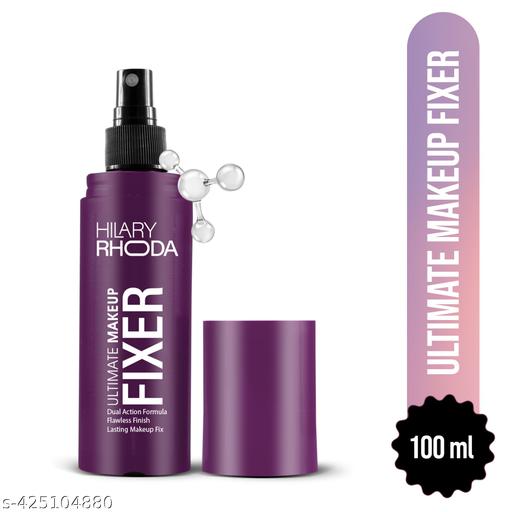 HILARY
RHODA
ULTIMATE MAKEUP
FIXER
Dual Action Formula
Flawless Finish
Lasting Makeup Fix
ULTIMATE MAKEUP FIXER
100 ml
s-425104880